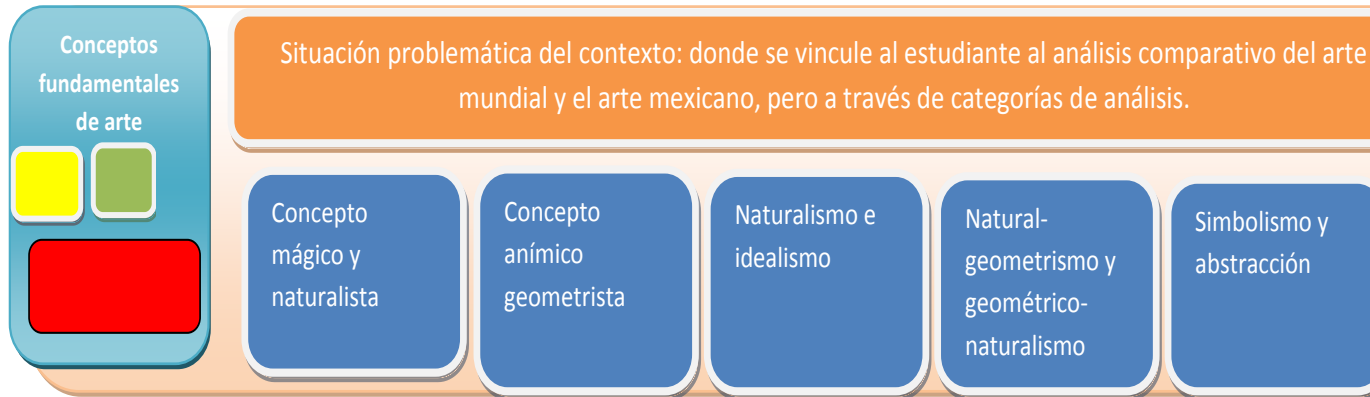 Conceptos
fundamentales
de arte
Situación problemática del contexto: donde se vincule al estudiante al análisis comparativo del arte
mundial y el arte mexicano, pero a través de categorías de análisis.
Concepto
mágico y
naturalista
Concepto
anímico
geometrista
Naturalismo e
idealismo
Natural-
geometrismo y
geométrico-
naturalismo
Simbolismo y
abstracción